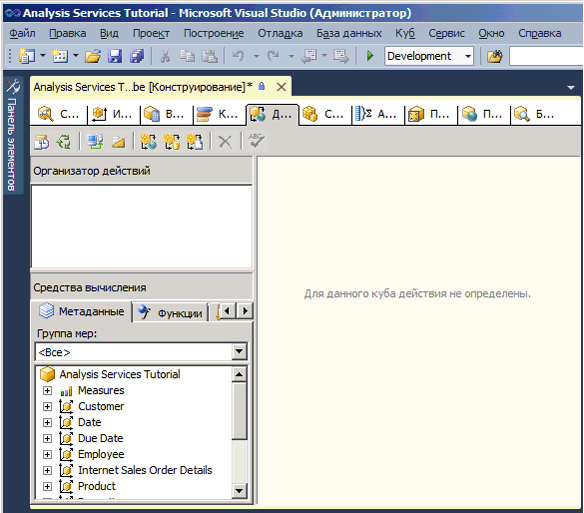 Analysis Services Tutorial - Microsoft Visual Studio (Администратор)
Файл Правка Вид Проект Построение Отладка База данных Куб Сервис Окно Справка
Development
Analysis Services T...be [Конструирование]*
С... И... В... К... Д... С... А... П... П... Б...
Панель элементов
ABC
Организатор действий
Для данного куба действия не определены.
Средства вычисления
Метаданные Функции
Группа мер:
<Все>
Analysis Services Tutorial
Measures
Customer
Date
Due Date
Employee
Internet Sales Order Details
Product